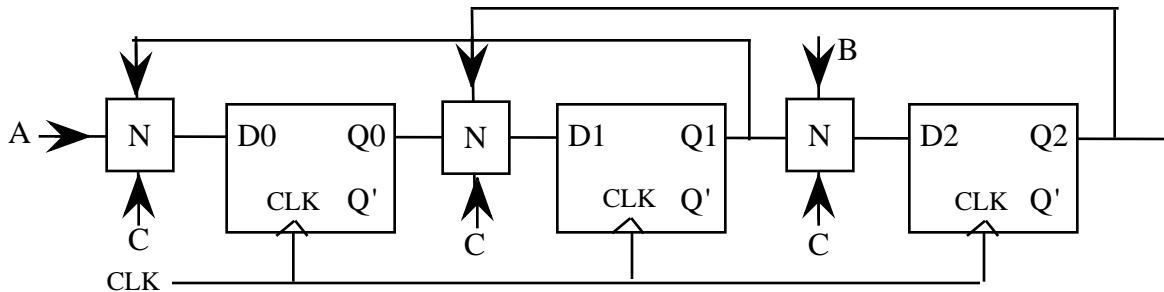 B
A N D0 Q0 N D1 Q1 N D2 Q2
CLK Q' CLK Q' CLK Q'
C C C
CLK